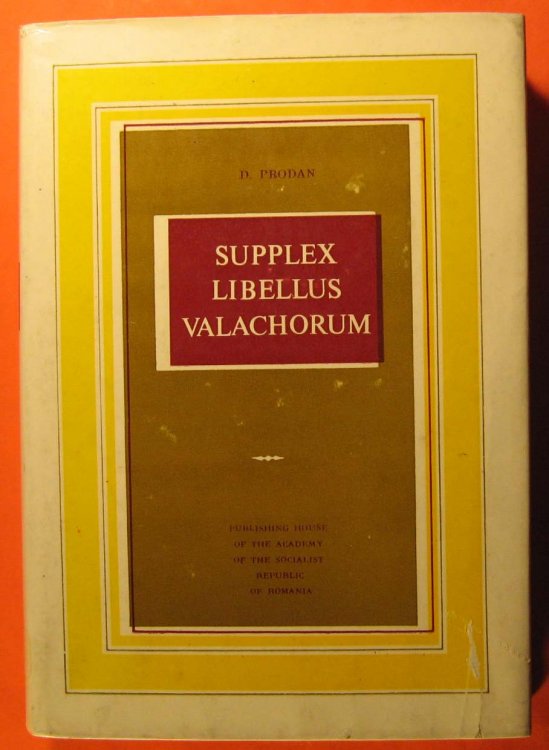 D. PRODAN
SUPPLEX
LIBELLUS
VALACHORUM
PUBLISHING HOUSE
OF THE ACADEMY
OF THE SOCIALIST
REPUBLIC
OF ROMANIA